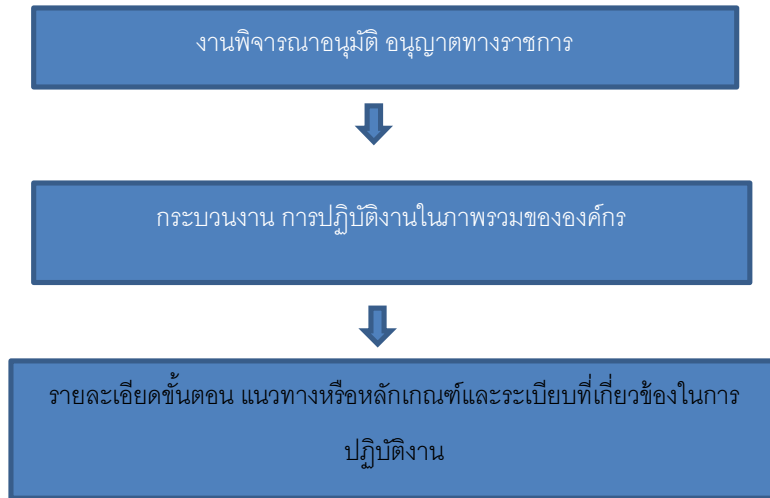 งานพิจารณาอนุมัติ อนุญาตทางราชการ
กระบวนงาน การปฏิบัติงานในภาพรวมขององค์กร
รายละเอียดขั้นตอน แนวทางหรือหลักเกณฑ์และระเบียบที่เกี่ยวข้องในการ
ปฏิบัติงาน